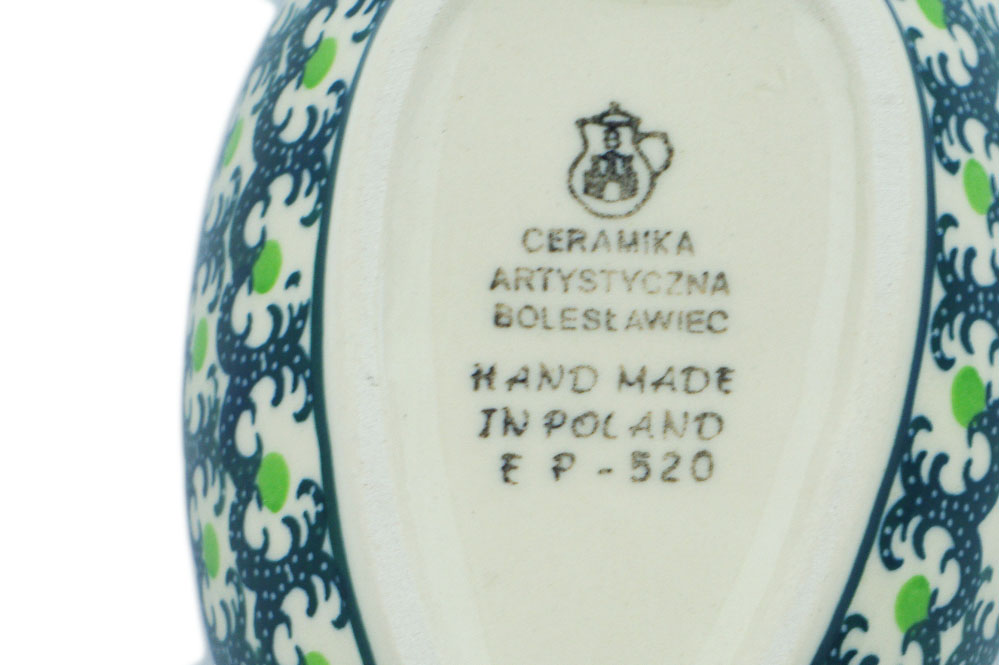 CERAMIKA
ARTYSTYCZNA
BOLESŁAWIEC
HAND MADE
IN POLAND
E P - 520